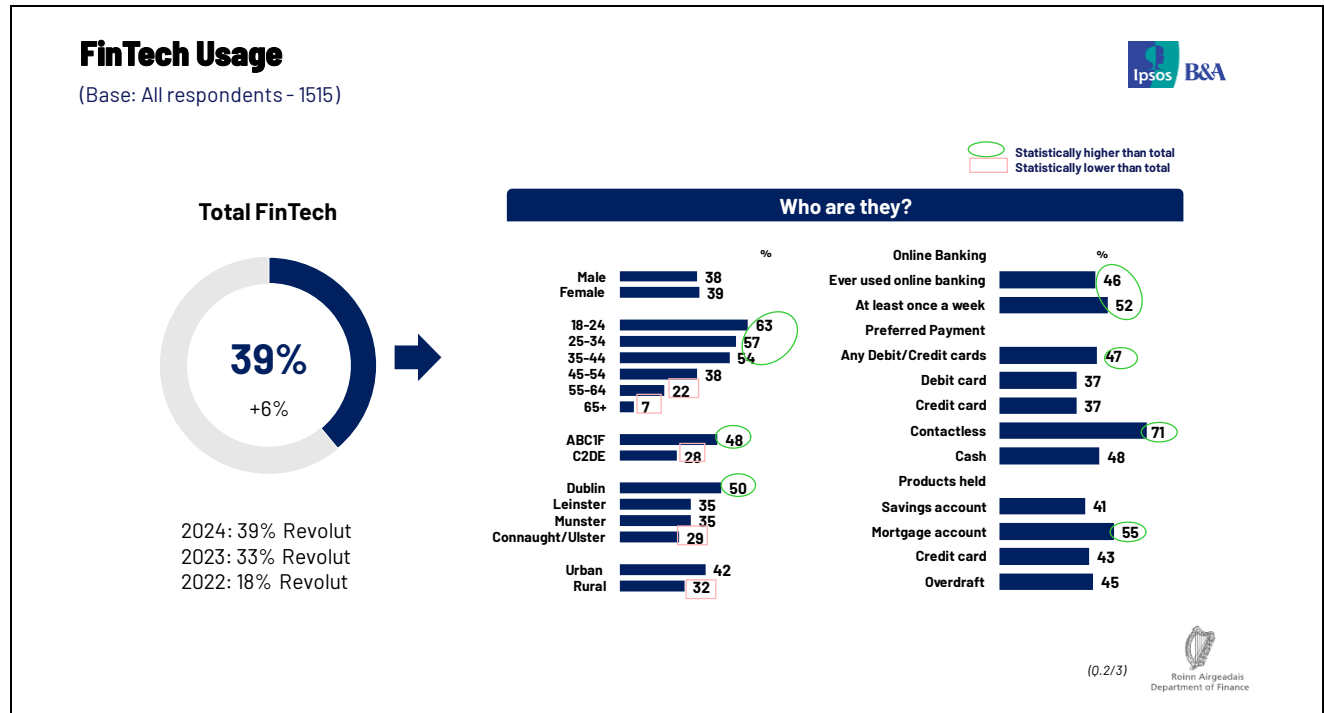 FinTech Usage
(Base: All respondents - 1515)
Ipsos B&A
Statistically higher than total
Statistically lower than total
Total FinTech
39%
+6%
2024: 39% Revolut
2023: 33% Revolut
2022: 18% Revolut
Who are they?
%
Male 38
Female 39
18-24 63
25-34 57
35-44 54
45-54 38
55-64 22
65+ 7
ABC1F 48
C2DE 28
Dublin 50
Leinster 35
Munster 35
Connaught/Ulster 29
Urban 42
Rural 32
Online Banking %
Ever used online banking 46
At least once a week 52
Preferred Payment
Any Debit/Credit cards 47
Debit card 37
Credit card 37
Contactless 71
Cash 48
Products held
Savings account 41
Mortgage account 55
Credit card 43
Overdraft 45
(Q.2/3)
Roinn Airgeadais
Department of Finance